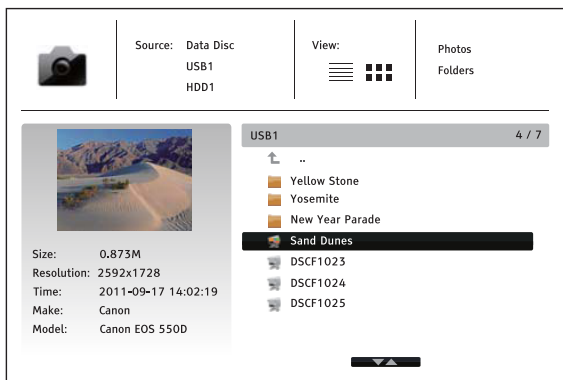 Source: Data Disc
USB1
HDD1
View:
Photos
Folders
USB1 4 / 7
..
Yellow Stone
Yosemite
New Year Parade
Sand Dunes
DSCF1023
DSCF1024
DSCF1025
Size: 0.873M
Resolution: 2592x1728
Time: 2011-09-17 14:02:19
Make: Canon
Model: Canon EOS 550D